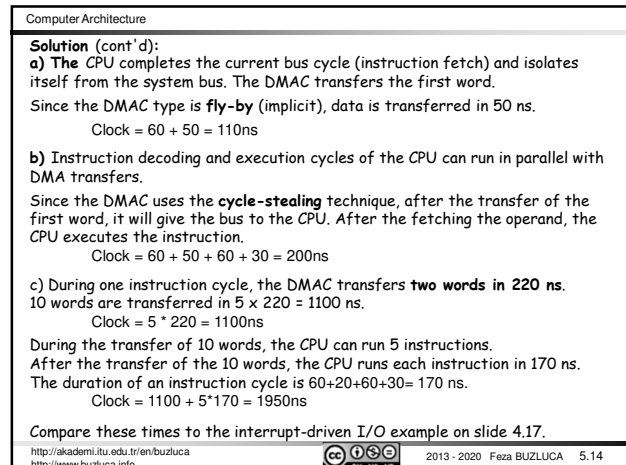 Computer Architecture
Solution (cont'd):
a) The CPU completes the current bus cycle (instruction fetch) and isolates
itself from the system bus. The DMAC transfers the first word.
Since the DMAC type is fly-by (implicit), data is transferred in 50 ns.
Clock = 60 + 50 = 110ns
b) Instruction decoding and execution cycles of the CPU can run in parallel with
DMA transfers.
Since the DMAC uses the cycle-stealing technique, after the transfer of the
first word, it will give the bus to the CPU. After the fetching the operand, the
CPU executes the instruction.
Clock = 60 + 50 + 60 + 30 = 200ns
c) During one instruction cycle, the DMAC transfers two words in 220 ns.
10 words are transferred in 5 x 220 = 1100 ns.
Clock = 5 * 220 = 1100ns
During the transfer of 10 words, the CPU can run 5 instructions.
After the transfer of the 10 words, the CPU runs each instruction in 170 ns.
The duration of an instruction cycle is 60+20+60+30= 170 ns.
Clock = 1100 + 5*170 = 1950ns
Compare these times to the interrupt-driven I/O example on slide 4.17.
http://akademi.itu.edu.tr/en/buzluca
http://www.buzluca.info
2013 - 2020 Feza BUZLUCA 5.14